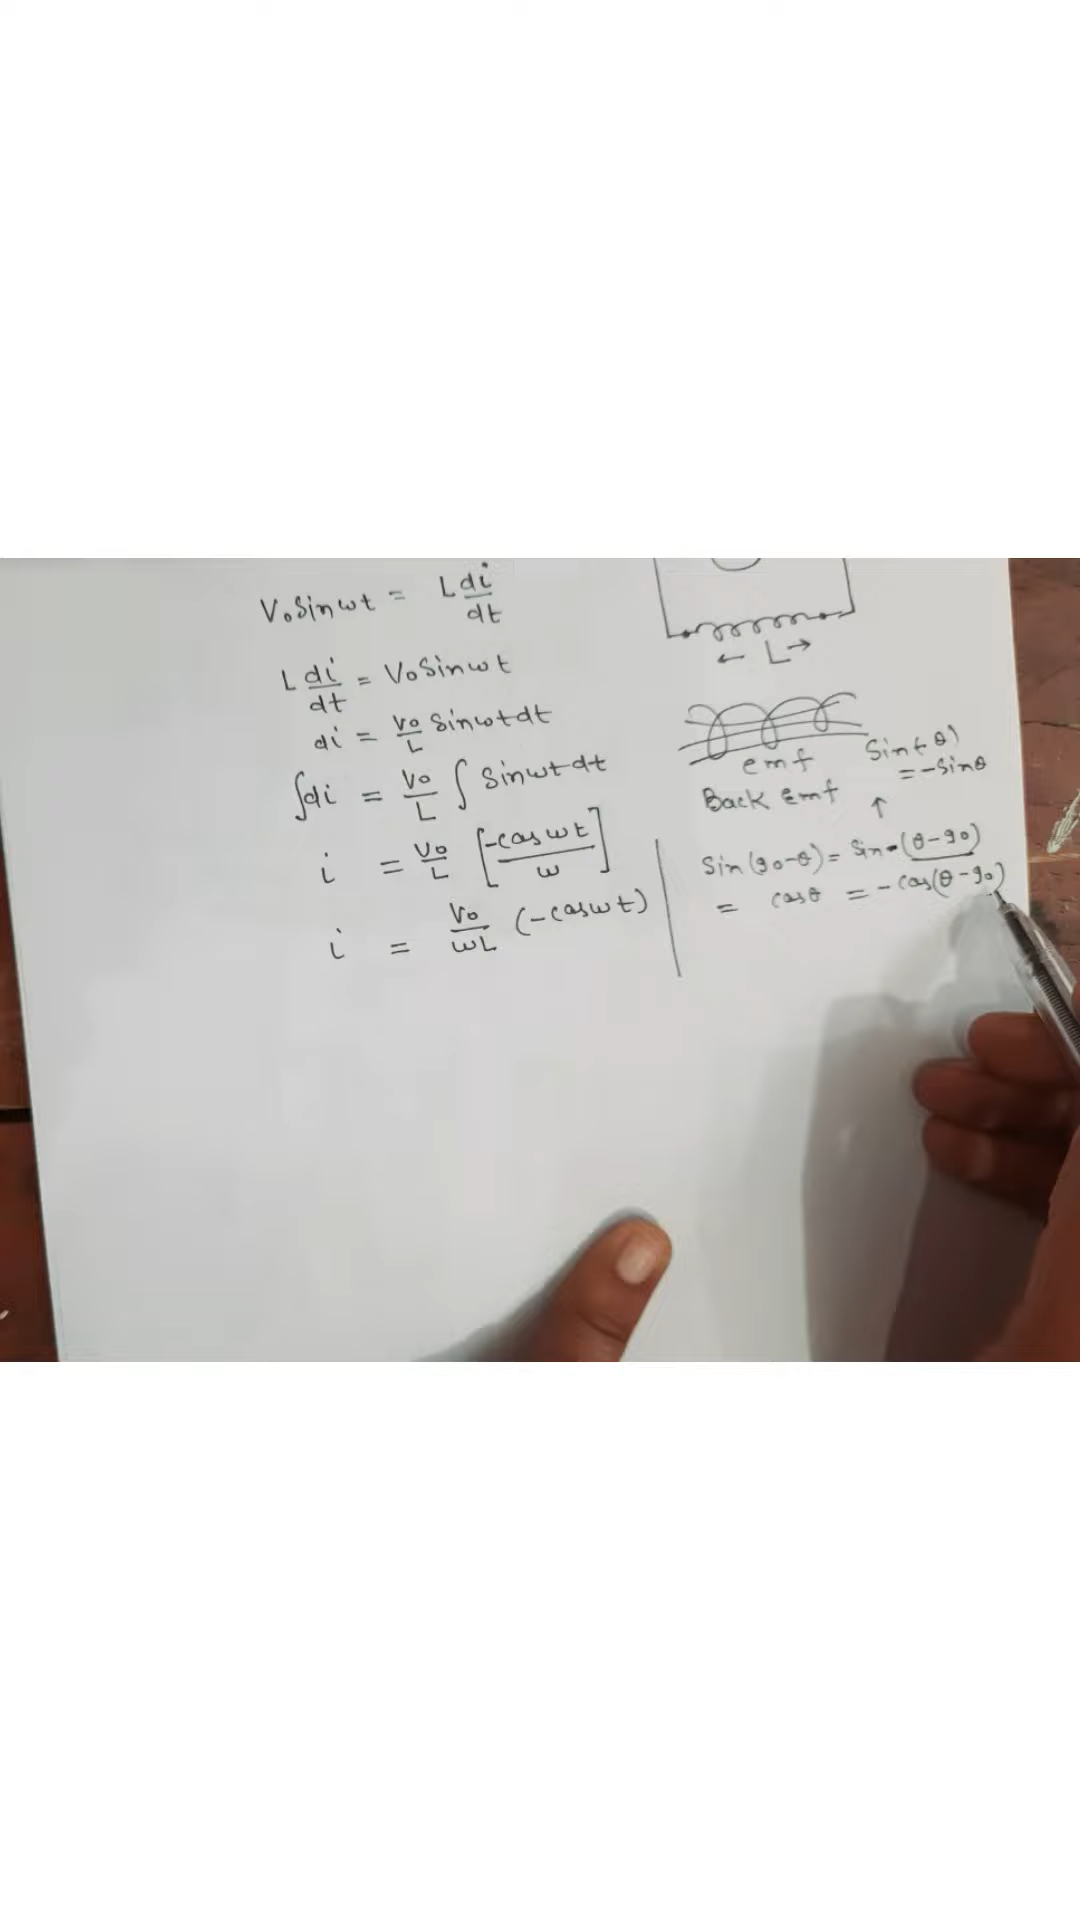 V₀Sinωt = L di/dt
L di/dt = V₀Sinωt
di = V₀/L Sinωtdt
∫di = V₀/L ∫ Sinωtdt
i = V₀/L [-cosωt/ω]
i = V₀/ωL (-cosωt)
← L →
emf
Back emf
Sin(-θ)
= -Sinθ
↑
Sin(90-θ) = Sin-(θ-90)
= cosθ = -cos(θ-90)